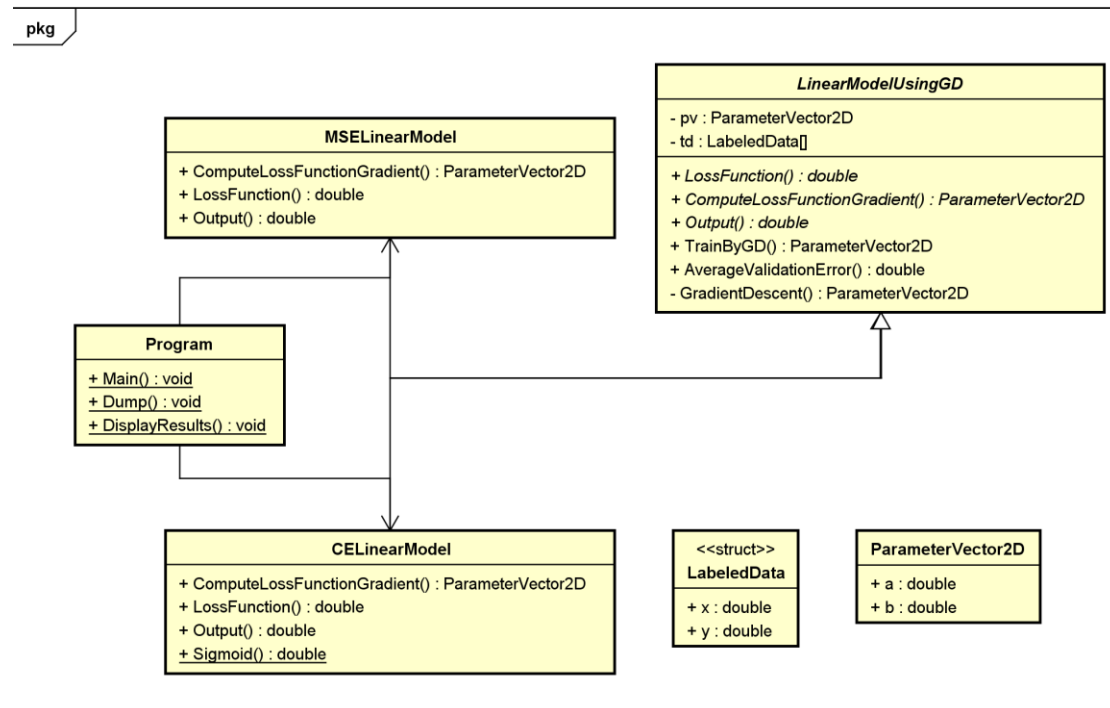 pkg
LinearModelUsingGD
- pv : ParameterVector2D
- td : LabeledData[]
+ LossFunction() : double
+ ComputeLossFunctionGradient() : ParameterVector2D
+ Output() : double
+ TrainByGD() : ParameterVector2D
+ AverageValidationError() : double
- GradientDescent() : ParameterVector2D
MSELinearModel
+ ComputeLossFunctionGradient() : ParameterVector2D
+ LossFunction() : double
+ Output() : double
Program
+ Main() : void
+ Dump() : void
+ DisplayResults() : void
CELinearModel
+ ComputeLossFunctionGradient() : ParameterVector2D
+ LossFunction() : double
+ Output() : double
+ Sigmoid() : double
<<struct>>
LabeledData
+ x : double
+ y : double
ParameterVector2D
+ a : double
+ b : double